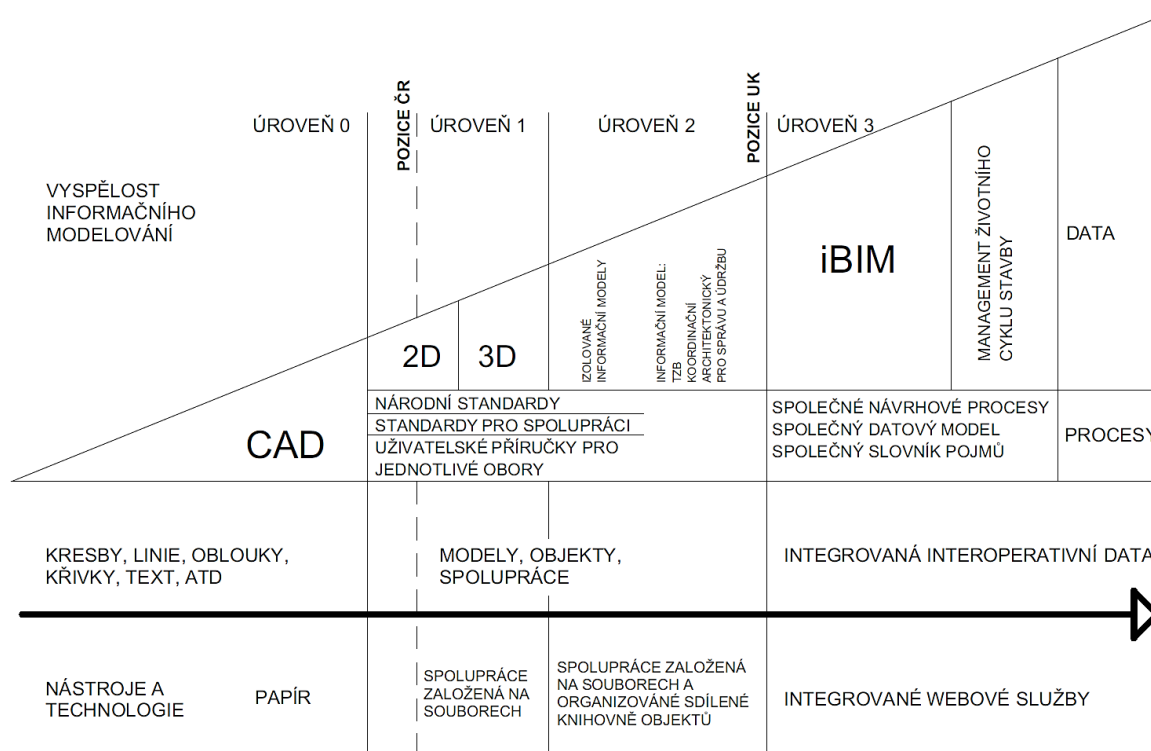 ÚROVEŇ 0
POZICE ČR
ÚROVEŇ 1
ÚROVEŇ 2
POZICE UK
ÚROVEŇ 3
VYSPĚLOST
INFORMAČNÍHO
MODELOVÁNÍ
CAD
2D
3D
IZOLOVANÉ
INFORMAČNÍ MODELY
INFORMAČNÍ MODEL:
TZB
KOORDINAČNÍ
ARCHITEKTONICKÝ
PRO SPRÁVU A ÚDRŽBU
iBIM
MANAGEMENT ŽIVOTNÍHO
CYKLU STAVBY
DATA
NÁRODNÍ STANDARDY
STANDARDY PRO SPOLUPRÁCI
UŽIVATELSKÉ PŘÍRUČKY PRO
JEDNOTLIVÉ OBORY
SPOLEČNÉ NÁVRHOVÉ PROCESY
SPOLEČNÝ DATOVÝ MODEL
SPOLEČNÝ SLOVNÍK POJMŮ
PROCESY
KRESBY, LINIE, OBLOUKY,
KŘIVKY, TEXT, ATD
MODELY, OBJEKTY,
SPOLUPRÁCE
INTEGROVANÁ INTEROPERATIVNÍ DATA
NÁSTROJE A
TECHNOLOGIE
PAPÍR
SPOLUPRÁCE
ZALOŽENÁ NA
SOUBORECH
SPOLUPRÁCE ZALOŽENÁ
NA SOUBORECH A
ORGANIZOVÁNÉ SDÍLENÉ
KNIHOVNĚ OBJEKTŮ
INTEGROVANÉ WEBOVÉ SLUŽBY